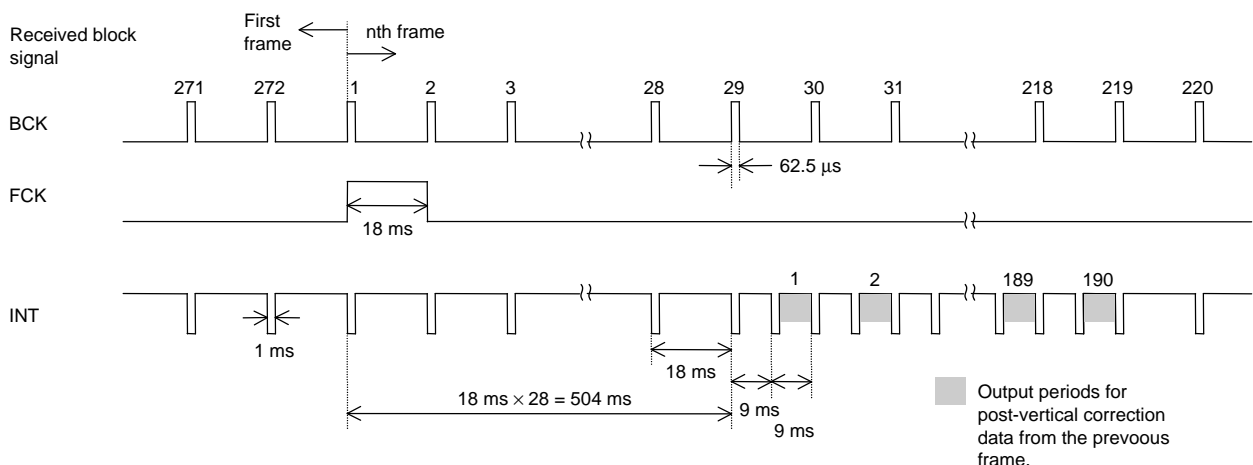 Received block
signal
First
frame
nth frame
271 272 1 2 3 28 29 30 31 218 219 220
BCK
62.5 µs
FCK
18 ms
1 2 189 190
INT
1 ms
18 ms
18 ms × 28 = 504 ms
9 ms
9 ms
Output periods for
post-vertical correction
data from the prevoous
frame.